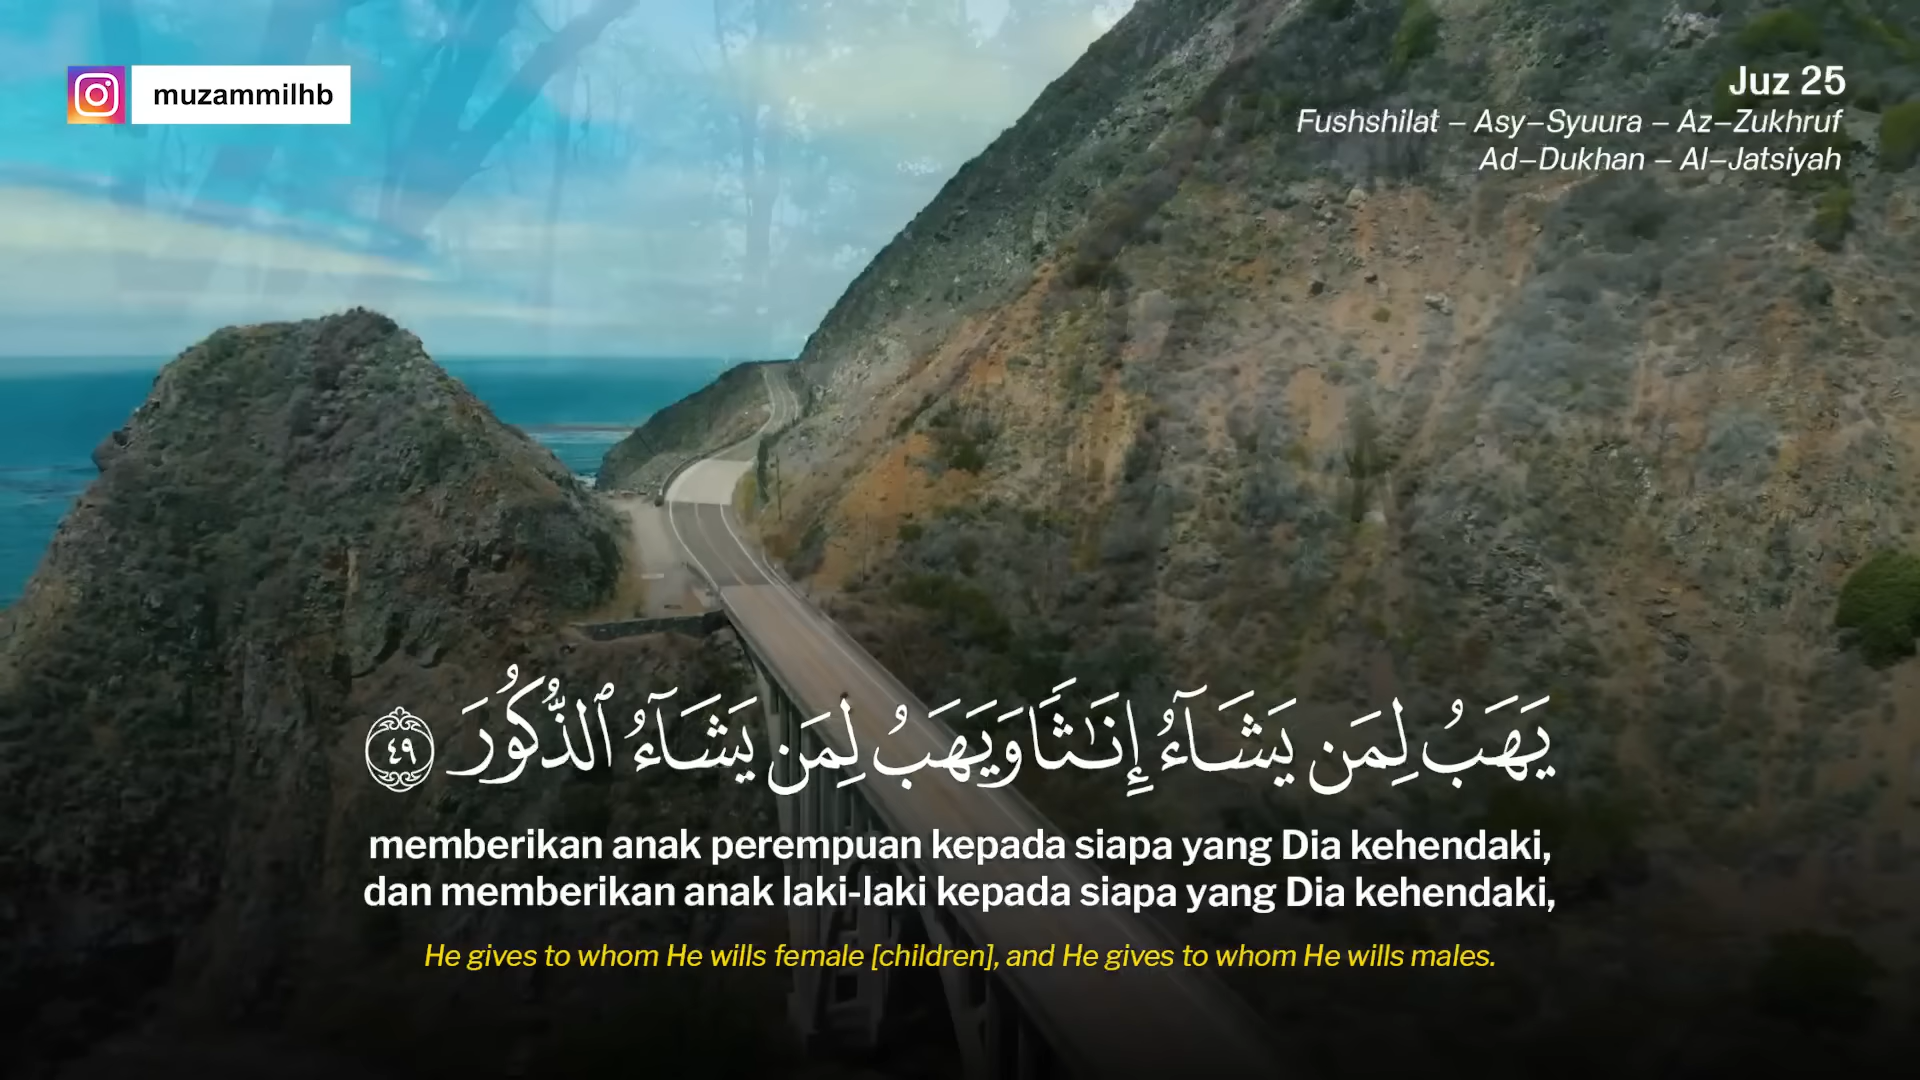 muzammilhb
Juz 25
Fushshilat – Asy–Syuura – Az–Zukhruf
Ad–Dukhan – Al–Jatsiyah
يَهَبُ لِمَن يَشَآءُ إِنَٰثًا وَيَهَبُ لِمَن يَشَآءُ ٱلذُّكُورَ ٤٩
memberikan anak perempuan kepada siapa yang Dia kehendaki,
dan memberikan anak laki-laki kepada siapa yang Dia kehendaki,
He gives to whom He wills female [children], and He gives to whom He wills males.